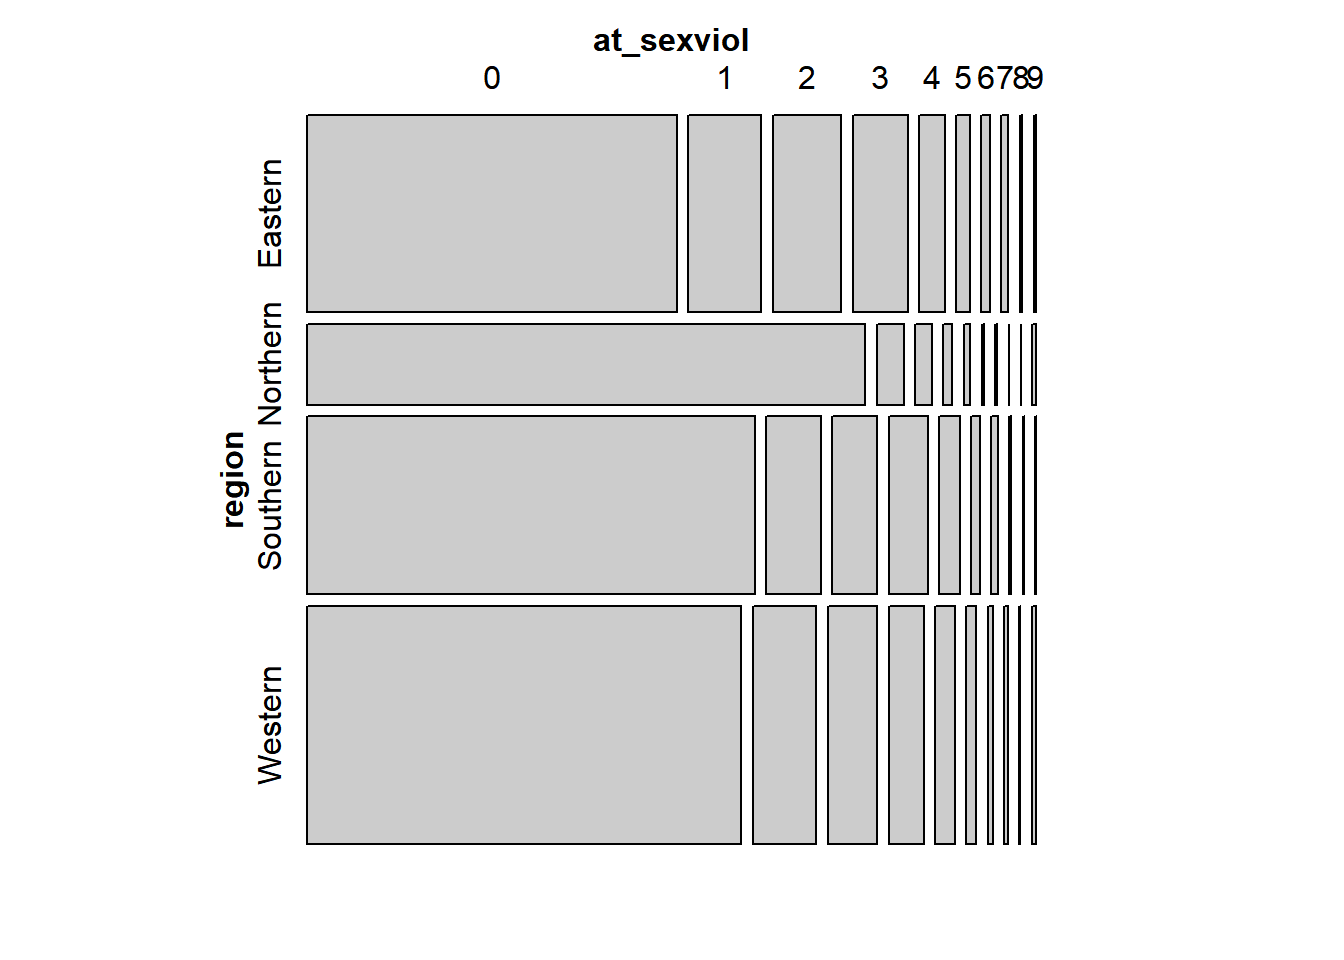 at_sexviol
0 1 2 3 4 5 6 7 8 9
region
Eastern
Northern
Southern
Western